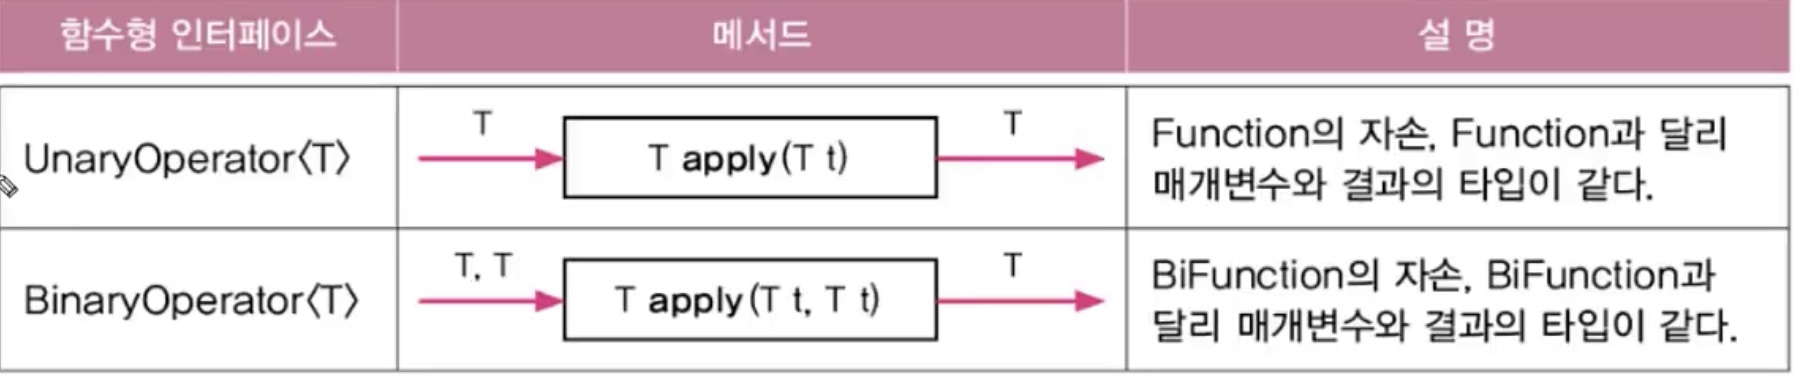 함수형 인터페이스
메서드
설 명
UnaryOperator〈T〉
T
T apply(T t)
T
Function의 자손, Function과 달리
매개변수와 결과의 타입이 같다.
BinaryOperator〈T〉
T, T
T apply(T t, T t)
T
BiFunction의 자손, BiFunction과
달리 매개변수와 결과의 타입이 같다.